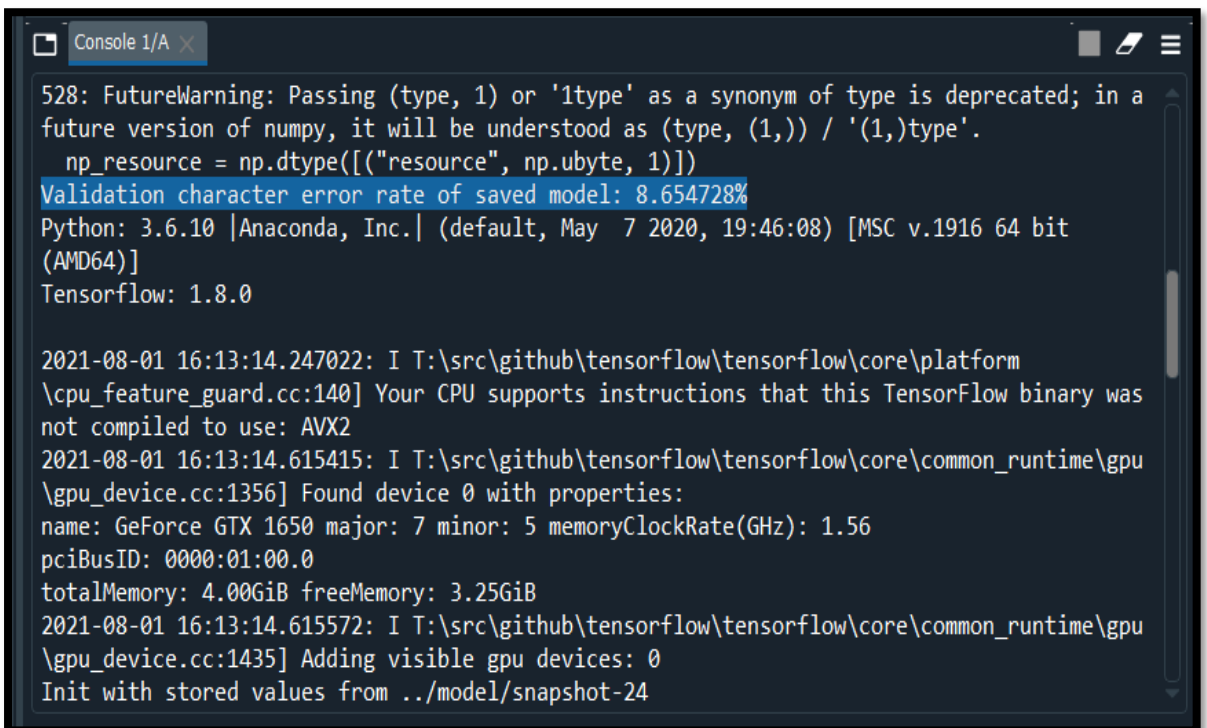 Console 1/A
528: FutureWarning: Passing (type, 1) or '1type' as a synonym of type is deprecated; in a
future version of numpy, it will be understood as (type, (1,)) / '(1,)type'.
  np_resource = np.dtype([("resource", np.ubyte, 1)])
Validation character error rate of saved model: 8.654728%
Python: 3.6.10 |Anaconda, Inc.| (default, May  7 2020, 19:46:08) [MSC v.1916 64 bit
(AMD64)]
Tensorflow: 1.8.0
2021-08-01 16:13:14.247022: I T:\src\github\tensorflow\tensorflow\core\platform
\cpu_feature_guard.cc:140] Your CPU supports instructions that this TensorFlow binary was
not compiled to use: AVX2
2021-08-01 16:13:14.615415: I T:\src\github\tensorflow\tensorflow\core\common_runtime\gpu
\gpu_device.cc:1356] Found device 0 with properties:
name: GeForce GTX 1650 major: 7 minor: 5 memoryClockRate(GHz): 1.56
pciBusID: 0000:01:00.0
totalMemory: 4.00GiB freeMemory: 3.25GiB
2021-08-01 16:13:14.615572: I T:\src\github\tensorflow\tensorflow\core\common_runtime\gpu
\gpu_device.cc:1435] Adding visible gpu devices: 0
Init with stored values from ../model/snapshot-24